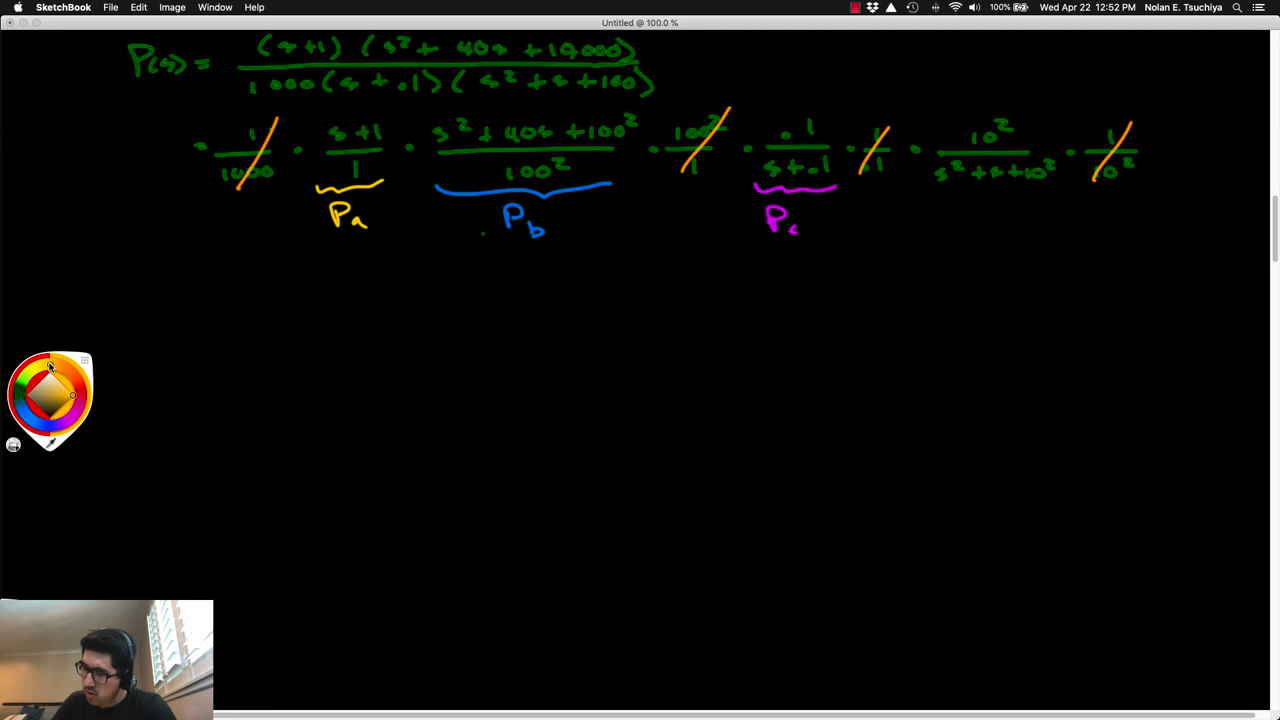 SketchBook File Edit Image Window Help 100% Wed Apr 22 12:52 PM Nolan E. Tsuchiya
Untitled @ 100.0 %
P(s) = (s+1) (s² + 40s + 10,000) / 1000(s + .1) (s² + s + 100)
= 1/1000 · s+1/1 · s² + 40s + 100²/100² · 100²/1 · .1/s+.1 · 1/.1 · 10²/s² + s + 10² · 1/10²
Pa Pb Pc